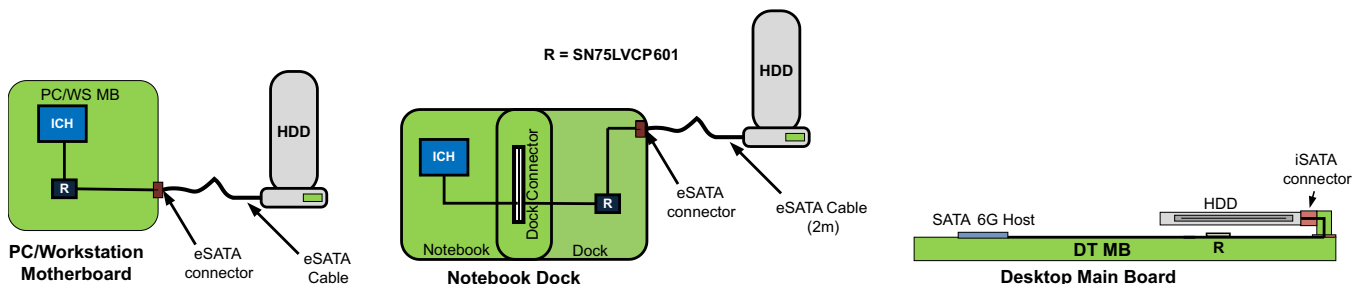 PC/WS MB
ICH
R
HDD
eSATA
connector
eSATA
Cable
PC/Workstation
Motherboard
R = SN75LVCP601
ICH
Dock Connector
R
HDD
eSATA
connector
eSATA Cable
(2m)
Notebook
Dock
Notebook Dock
SATA 6G Host
HDD
iSATA
connector
DT MB
R
Desktop Main Board